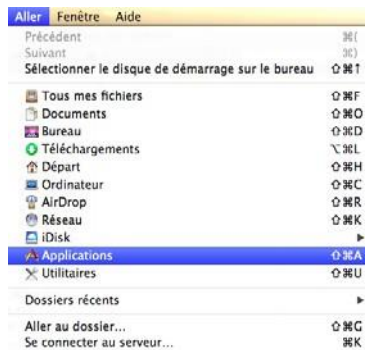 Aller Fenêtre Aide
Précédent ⌘(
Suivant ⌘)
Sélectionner le disque de démarrage sur le bureau ⇧⌘↑
Tous mes fichiers ⇧⌘F
Documents ⇧⌘O
Bureau ⇧⌘D
Téléchargements ⌥⌘L
Départ ⇧⌘H
Ordinateur ⇧⌘C
AirDrop ⇧⌘R
Réseau ⇧⌘K
iDisk ▶
Applications ⇧⌘A
Utilitaires ⇧⌘U
Dossiers récents ▶
Aller au dossier... ⇧⌘G
Se connecter au serveur... ⌘K